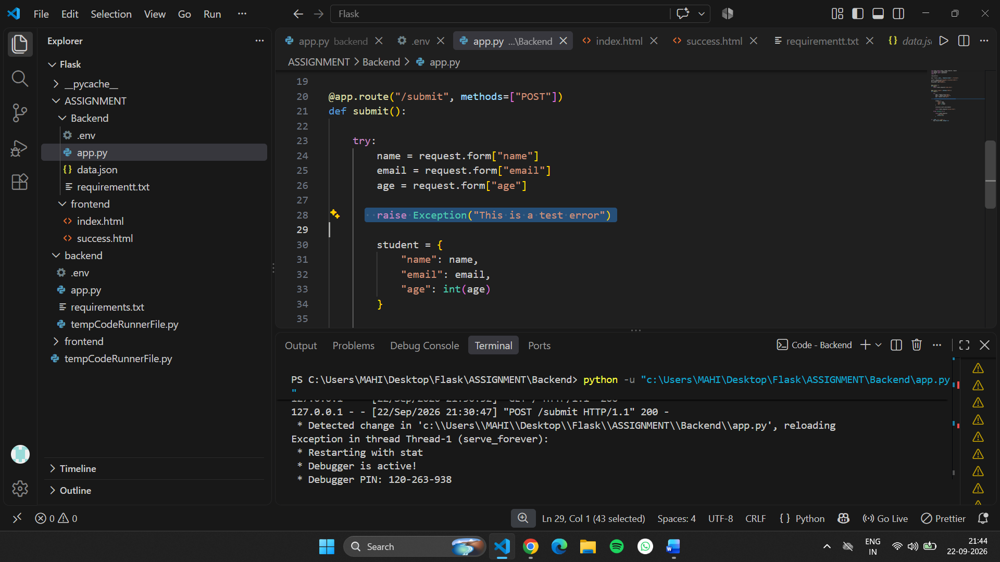 File Edit Selection View Go Run ···
Flask
Explorer
Flask
__pycache__
ASSIGNMENT
Backend
.env
app.py
data.json
requirementt.txt
frontend
index.html
success.html
backend
.env
app.py
requirements.txt
tempCodeRunnerFile.py
frontend
tempCodeRunnerFile.py
Timeline
Outline
app.py backend .env app.py ...\Backend index.html success.html requirementt.txt data.js
ASSIGNMENT > Backend > app.py
19
20 @app.route("/submit", methods=["POST"])
21 def submit():
22
23 try:
24 name = request.form["name"]
25 email = request.form["email"]
26 age = request.form["age"]
27
28 raise Exception("This is a test error")
29
30 student = {
31 "name": name,
32 "email": email,
33 "age": int(age)
34 }
35
Output Problems Debug Console Terminal Ports
Code - Backend
PS C:\Users\MAHI\Desktop\Flask\ASSIGNMENT\Backend> python -u "c:\Users\MAHI\Desktop\Flask\ASSIGNMENT\Backend\app.py
"
127.0.0.1 - - [22/Sep/2026 21:30:47] "POST /submit HTTP/1.1" 200 -
* Detected change in 'c:\\Users\\MAHI\\Desktop\\Flask\\ASSIGNMENT\\Backend\\app.py', reloading
Exception in thread Thread-1 (serve_forever):
* Restarting with stat
* Debugger is active!
* Debugger PIN: 120-263-938
0 0
Ln 29, Col 1 (43 selected) Spaces: 4 UTF-8 CRLF {} Python Go Live Prettier
Search
ENG
IN
21:44
22-09-2026